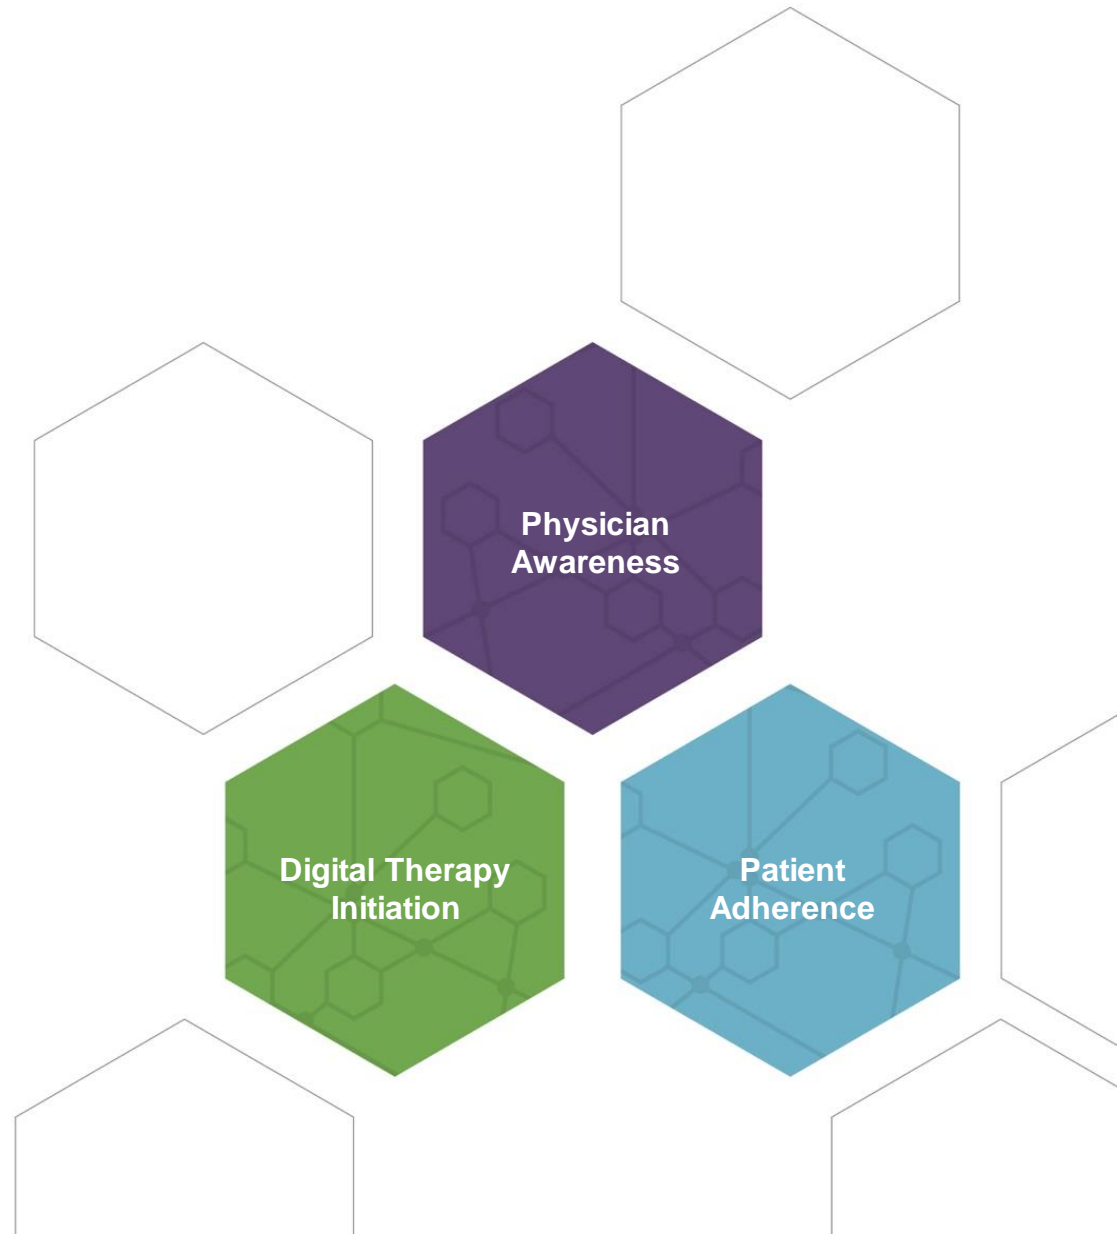 Physician
Awareness
Digital Therapy
Initiation
Patient
Adherence